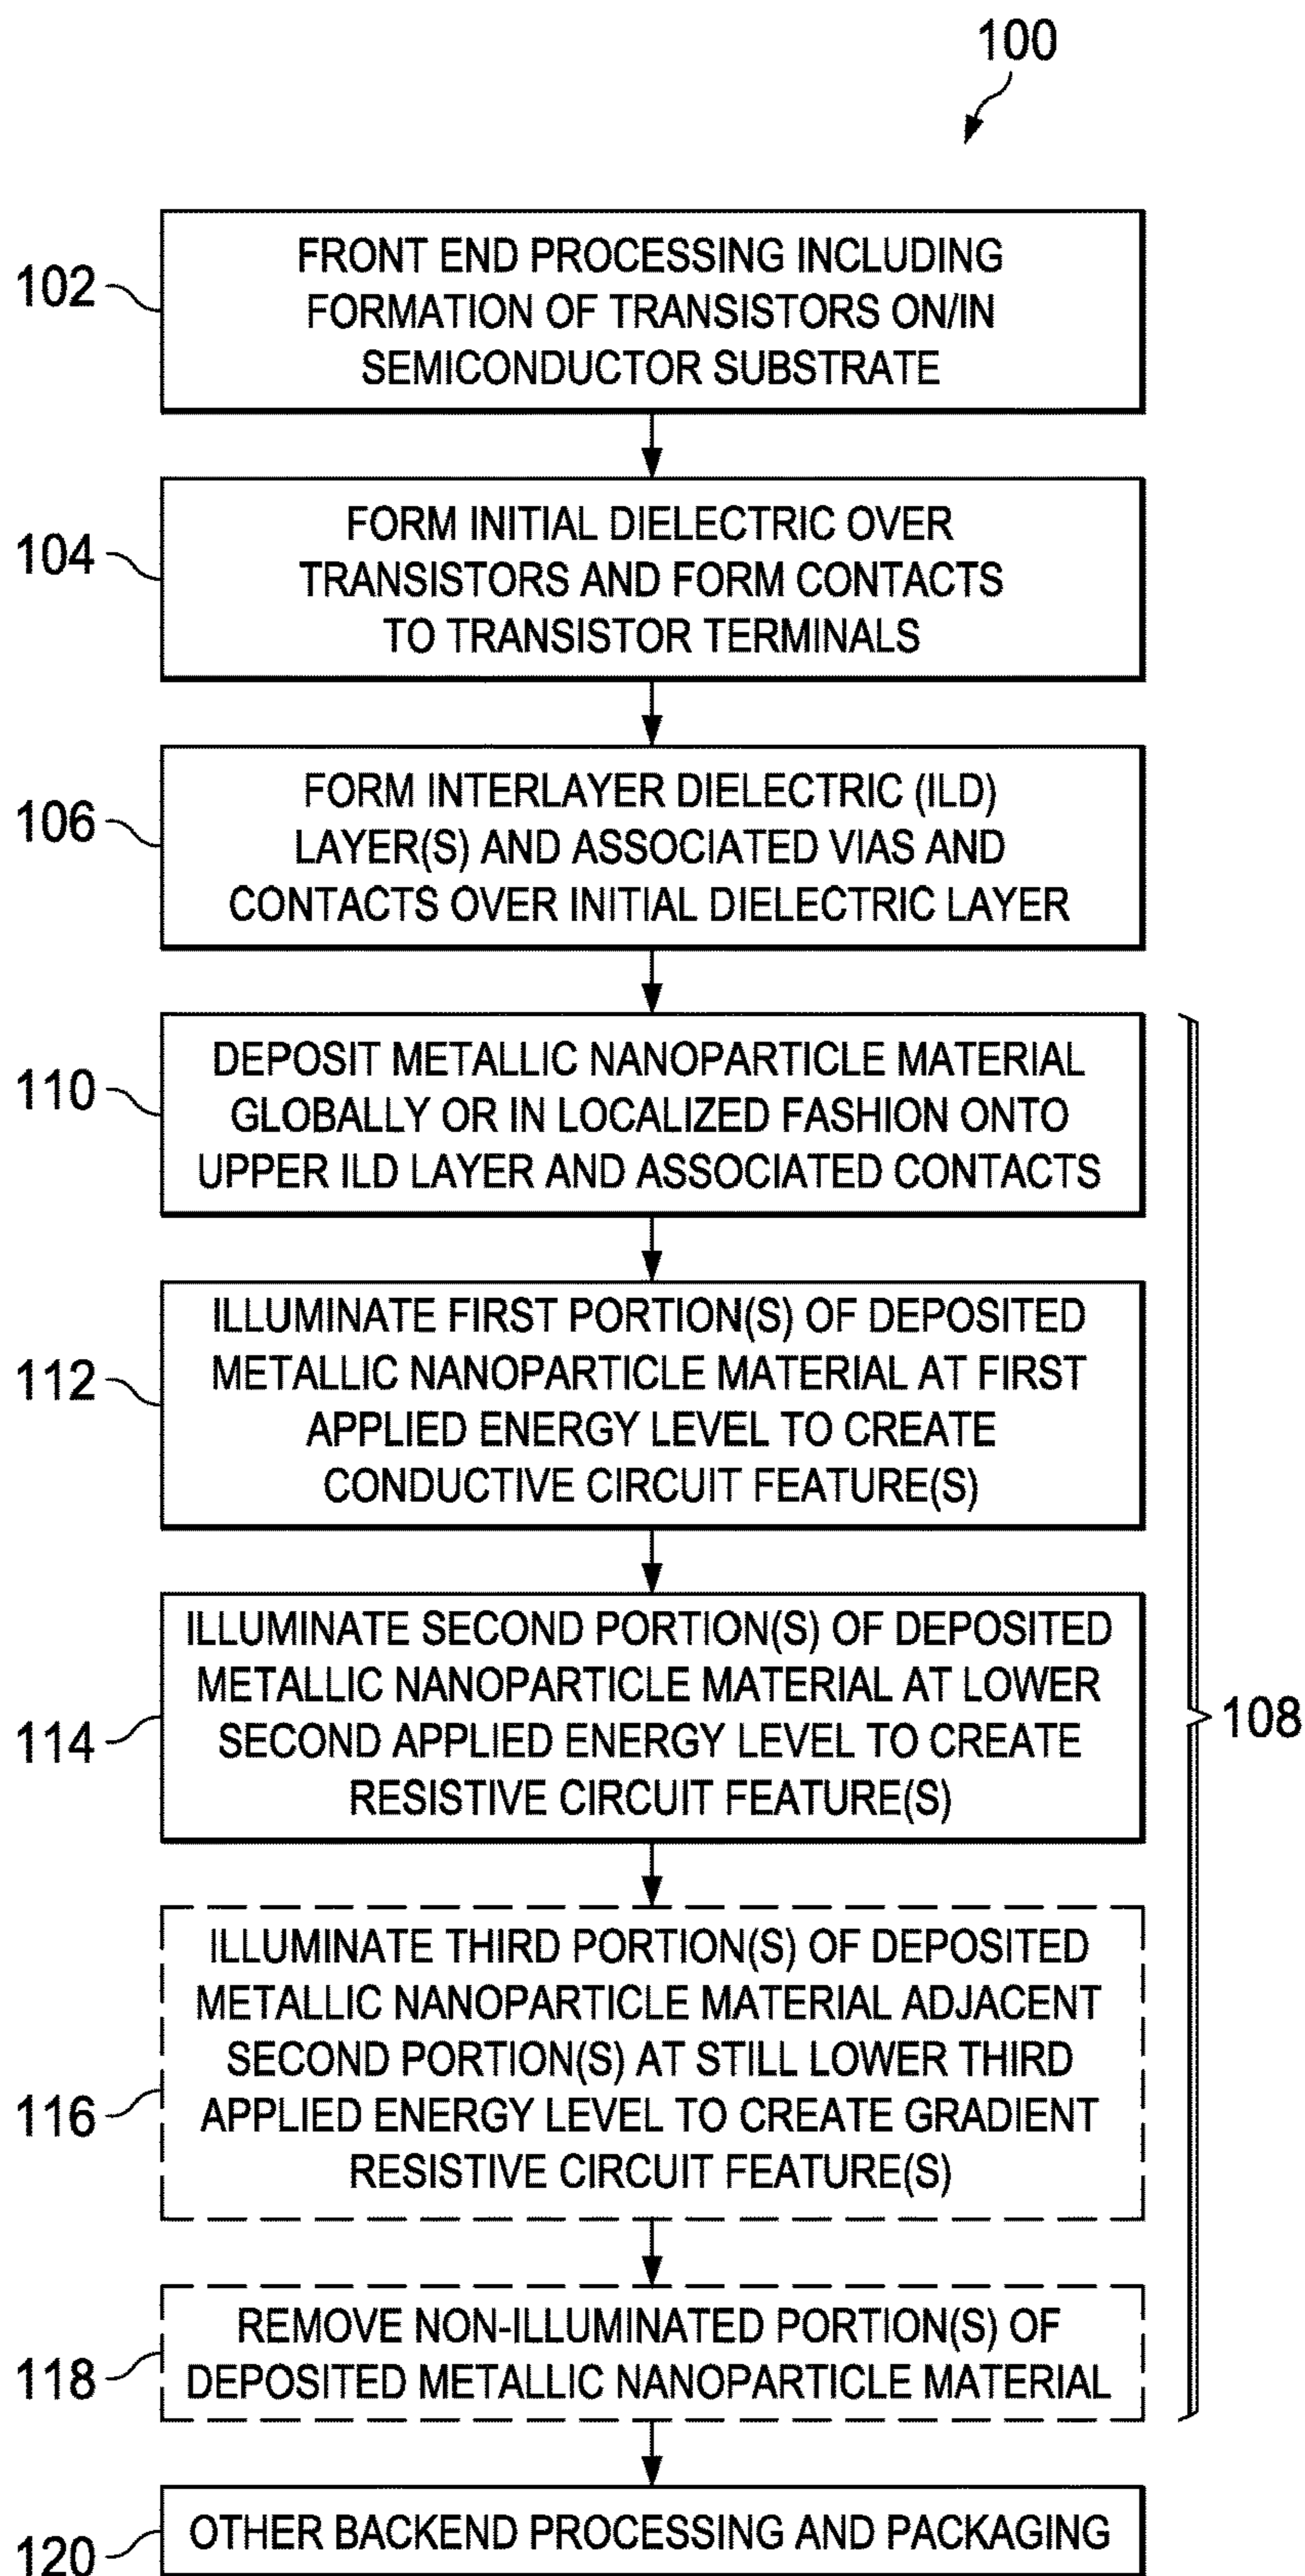 100
102
FRONT END PROCESSING INCLUDING
FORMATION OF TRANSISTORS ON/IN
SEMICONDUCTOR SUBSTRATE
104
FORM INITIAL DIELECTRIC OVER
TRANSISTORS AND FORM CONTACTS
TO TRANSISTOR TERMINALS
106
FORM INTERLAYER DIELECTRIC (ILD)
LAYER(S) AND ASSOCIATED VIAS AND
CONTACTS OVER INITIAL DIELECTRIC LAYER
110
DEPOSIT METALLIC NANOPARTICLE MATERIAL
GLOBALLY OR IN LOCALIZED FASHION ONTO
UPPER ILD LAYER AND ASSOCIATED CONTACTS
112
ILLUMINATE FIRST PORTION(S) OF DEPOSITED
METALLIC NANOPARTICLE MATERIAL AT FIRST
APPLIED ENERGY LEVEL TO CREATE
CONDUCTIVE CIRCUIT FEATURE(S)
114
ILLUMINATE SECOND PORTION(S) OF DEPOSITED
METALLIC NANOPARTICLE MATERIAL AT LOWER
SECOND APPLIED ENERGY LEVEL TO CREATE
RESISTIVE CIRCUIT FEATURE(S)
108
116
ILLUMINATE THIRD PORTION(S) OF DEPOSITED
METALLIC NANOPARTICLE MATERIAL ADJACENT
SECOND PORTION(S) AT STILL LOWER THIRD
APPLIED ENERGY LEVEL TO CREATE GRADIENT
RESISTIVE CIRCUIT FEATURE(S)
118
REMOVE NON-ILLUMINATED PORTION(S) OF
DEPOSITED METALLIC NANOPARTICLE MATERIAL
120
OTHER BACKEND PROCESSING AND PACKAGING